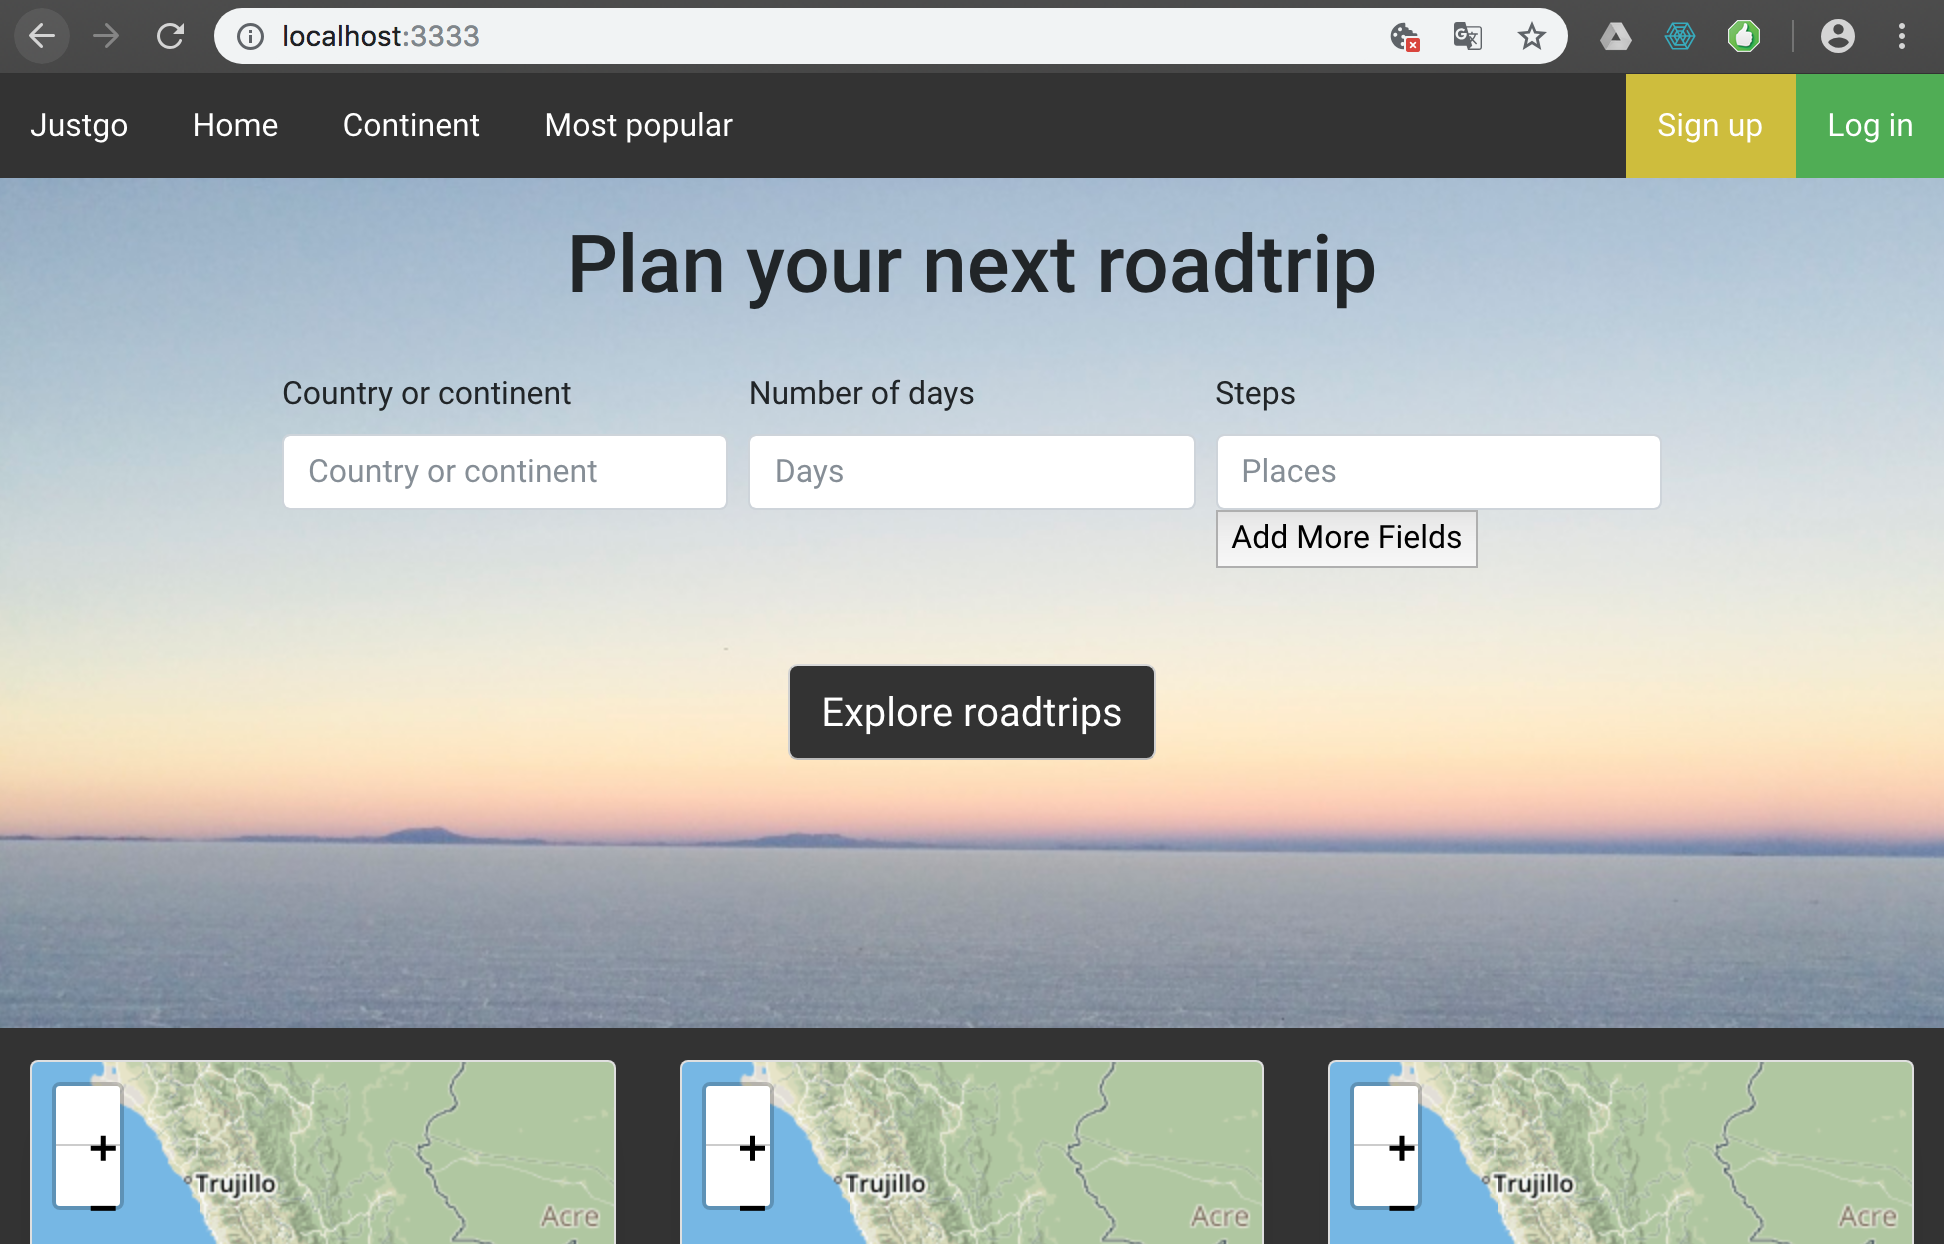 localhost:3333
Justgo Home Continent Most popular Sign up Log in
Plan your next roadtrip
Country or continent Number of days Steps
Country or continent Days Places
Add More Fields
Explore roadtrips
+ + +
Trujillo Trujillo Trujillo
− − −
Acre Acre Acre